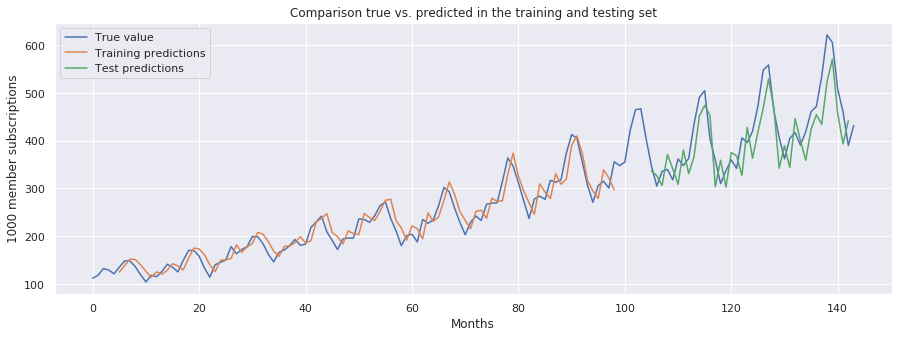 Comparison true vs. predicted in the training and testing set
True value
Training predictions
Test predictions
1000 member subscriptions
600
500
400
300
200
100
0 20 40 60 80 100 120 140
Months